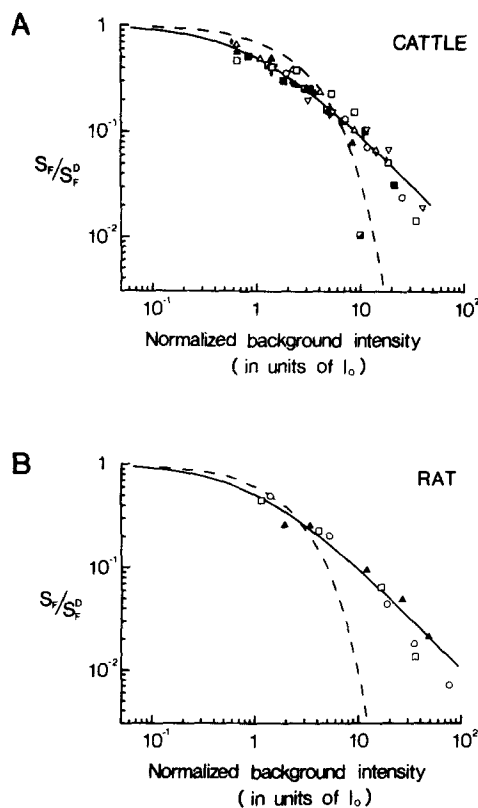 A
CATTLE
1
10⁻¹
10⁻²
S_F/S_F^D
10⁻¹ 1 10 10²
Normalized background intensity
( in units of I₀ )
B
RAT
1
10⁻¹
10⁻²
S_F/S_F^D
10⁻¹ 1 10 10²
Normalized background intensity
( in units of I₀ )